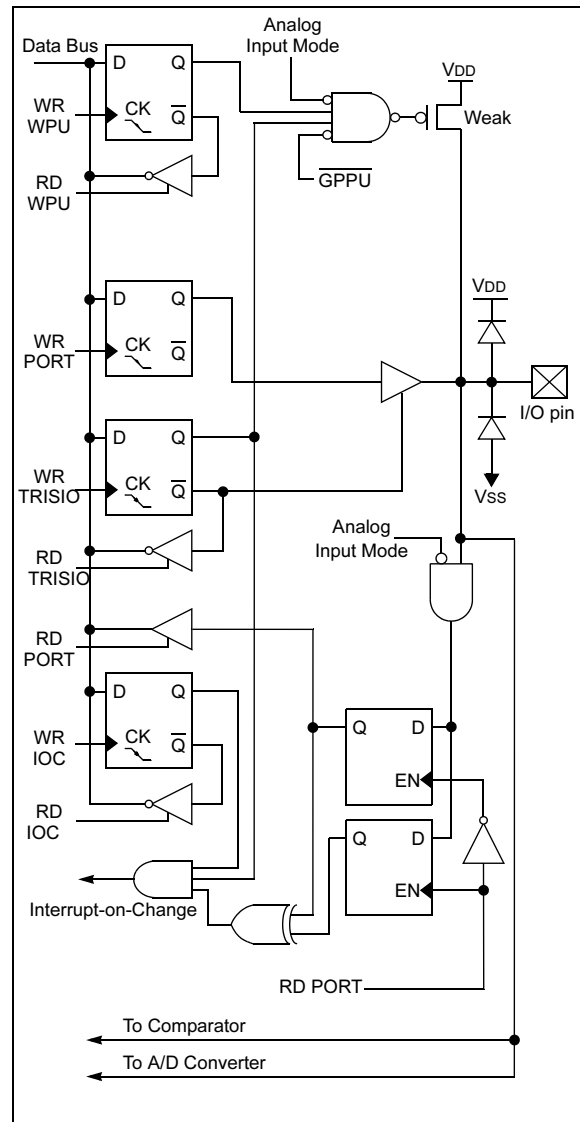 Analog
Input Mode
Data Bus
D Q
VDD
WR
WPU
CK
Q
Weak
RD
WPU
GPPU
D Q
VDD
WR
PORT
CK
Q
I/O pin
D Q
WR
TRISIO
CK
Q
VSS
Analog
Input Mode
RD
TRISIO
RD
PORT
D Q
Q D
WR
IOC
CK
Q
EN
RD
IOC
Q D
Interrupt-on-Change
EN
RD PORT
To Comparator
To A/D Converter